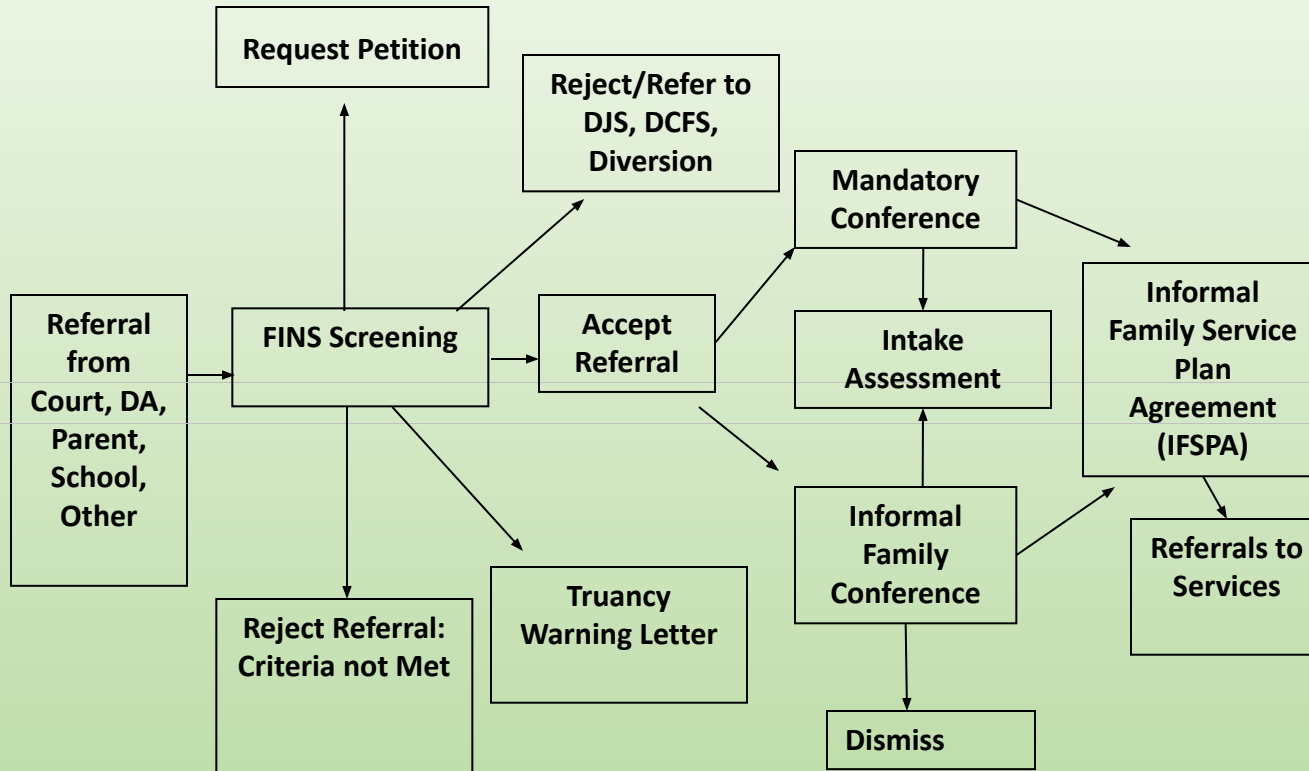 Request Petition
Reject/Refer to
DJS, DCFS,
Diversion
Mandatory
Conference
Referral
from
Court, DA,
Parent,
School,
Other
FINS Screening
Accept
Referral
Intake
Assessment
Informal
Family Service
Plan
Agreement
(IFSPA)
Informal
Family
Conference
Referrals to
Services
Truancy
Warning Letter
Reject Referral:
Criteria not Met
Dismiss